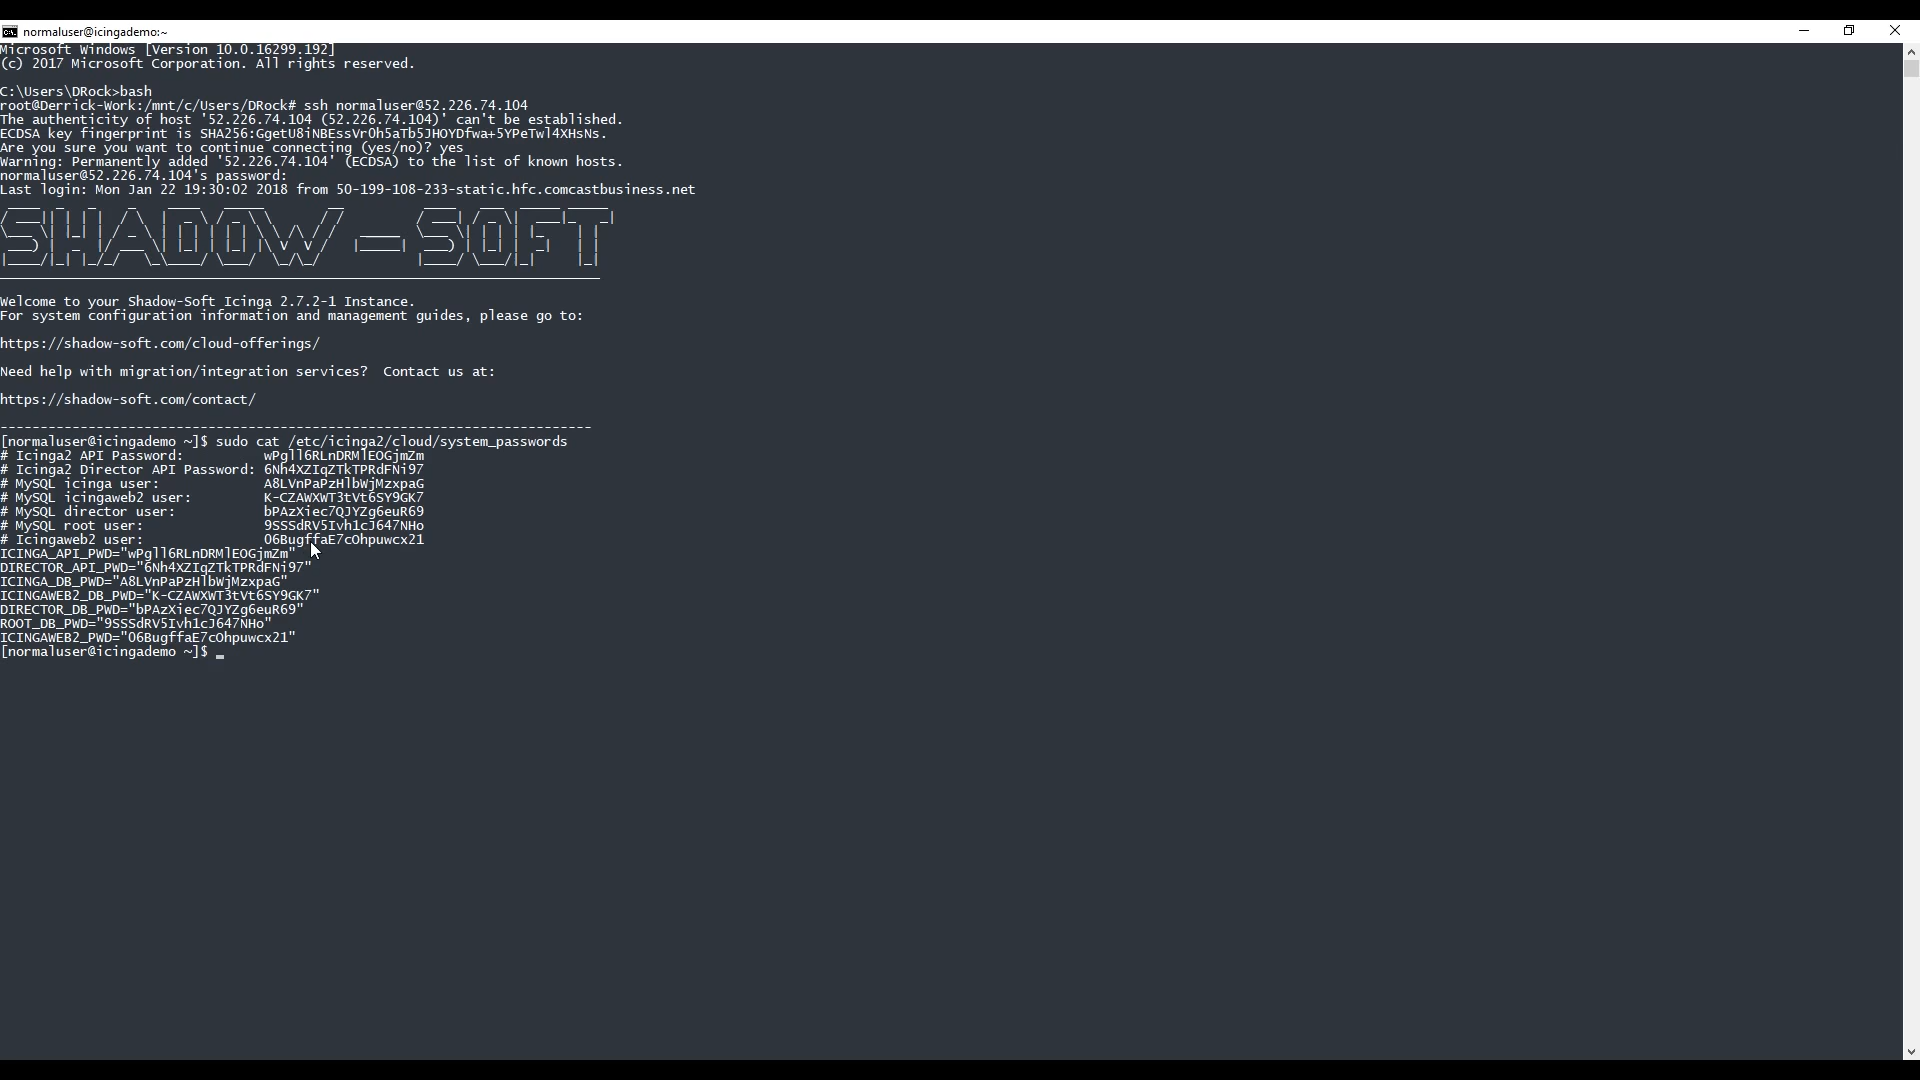 normaluser@icingademo:~
Microsoft Windows [Version 10.0.16299.192]
(c) 2017 Microsoft Corporation. All rights reserved.
C:\Users\DRock>bash
root@Derrick-Work:/mnt/c/Users/DRock# ssh normaluser@52.226.74.104
The authenticity of host '52.226.74.104 (52.226.74.104)' can't be established.
ECDSA key fingerprint is SHA256:GgetU8iNBEssVrOh5aTb5JHOYDfwa+5YPeTwl4XHsNs.
Are you sure you want to continue connecting (yes/no)? yes
Warning: Permanently added '52.226.74.104' (ECDSA) to the list of known hosts.
normaluser@52.226.74.104's password:
Last login: Mon Jan 22 19:30:02 2018 from 50-199-108-233-static.hfc.comcastbusiness.net
SHADOW - SOFT
Welcome to your Shadow-Soft Icinga 2.7.2-1 Instance.
For system configuration information and management guides, please go to:
https://shadow-soft.com/cloud-offerings/
Need help with migration/integration services?  Contact us at:
https://shadow-soft.com/contact/
--------------------------------------------------------------------------
[normaluser@icingademo ~]$ sudo cat /etc/icinga2/cloud/system_passwords
# Icinga2 API Password:          wPgll6RLnDRMlEOGjmZm
# Icinga2 Director API Password: 6Nh4XZIqZTkTPRdFNi97
# MySQL icinga user:             A8LVnPaPzHlbWjMzxpaG
# MySQL icingaweb2 user:         K-CZAWXWT3tVt6SY9GK7
# MySQL director user:           bPAzXiec7QJYZg6euR69
# MySQL root user:               9SSSdRV5Ivh1cJ647NHo
# Icingaweb2 user:               O6BugffaE7cOhpuwcx21
ICINGA_API_PWD="wPgll6RLnDRMlEOGjmZm"
DIRECTOR_API_PWD="6Nh4XZIqZTkTPRdFNi97"
ICINGA_DB_PWD="A8LVnPaPzHlbWjMzxpaG"
ICINGAWEB2_DB_PWD="K-CZAWXWT3tVt6SY9GK7"
DIRECTOR_DB_PWD="bPAzXiec7QJYZg6euR69"
ROOT_DB_PWD="9SSSdRV5Ivh1cJ647NHo"
ICINGAWEB2_PWD="O6BugffaE7cOhpuwcx21"
[normaluser@icingademo ~]$